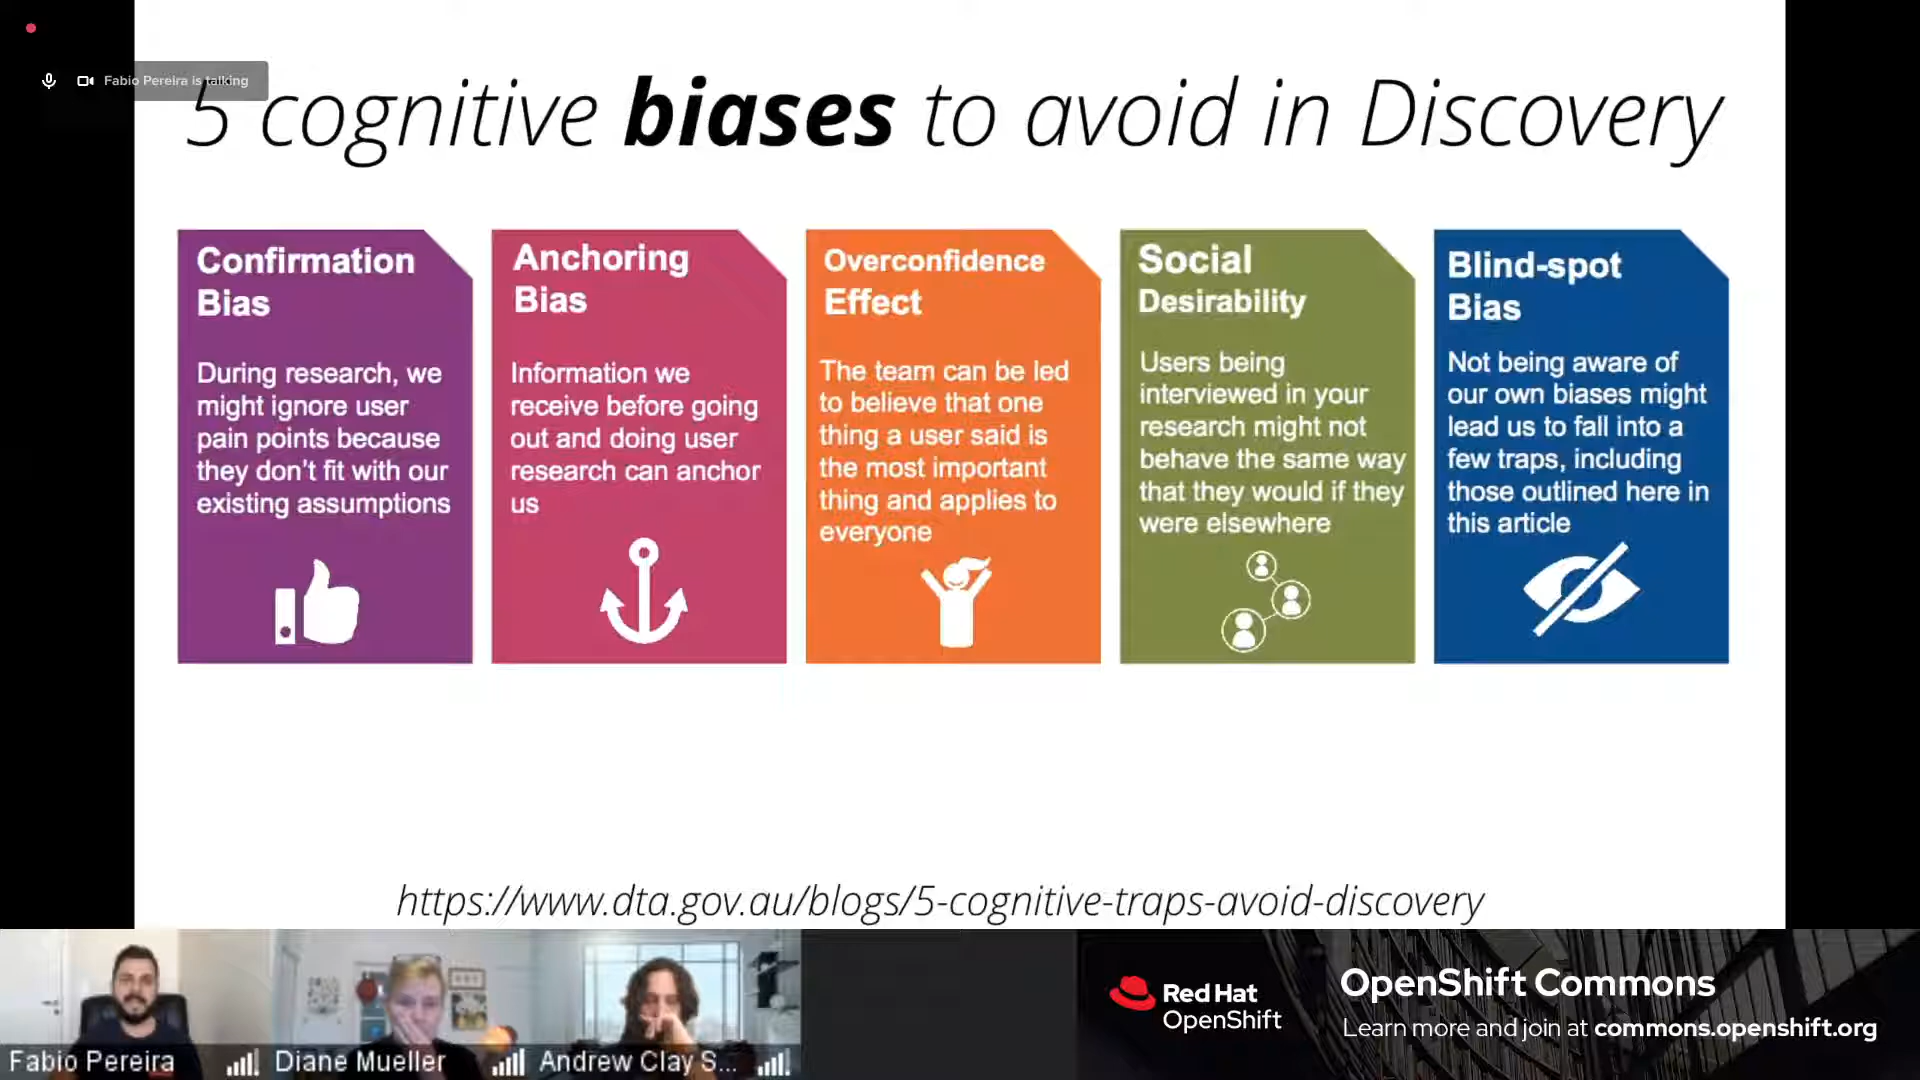 Fabio Pereira is talking
5 cognitive biases to avoid in Discovery
Confirmation
Bias
During research, we
might ignore user
pain points because
they don't fit with our
existing assumptions
Anchoring
Bias
Information we
receive before going
out and doing user
research can anchor
us
Overconfidence
Effect
The team can be led
to believe that one
thing a user said is
the most important
thing and applies to
everyone
Social
Desirability
Users being
interviewed in your
research might not
behave the same way
that they would if they
were elsewhere
Blind-spot
Bias
Not being aware of
our own biases might
lead us to fall into a
few traps, including
those outlined here in
this article
https://www.dta.gov.au/blogs/5-cognitive-traps-avoid-discovery
Fabio Pereira
Diane Mueller
Andrew Clay S...
Red Hat
OpenShift
OpenShift Commons
Learn more and join at commons.openshift.org